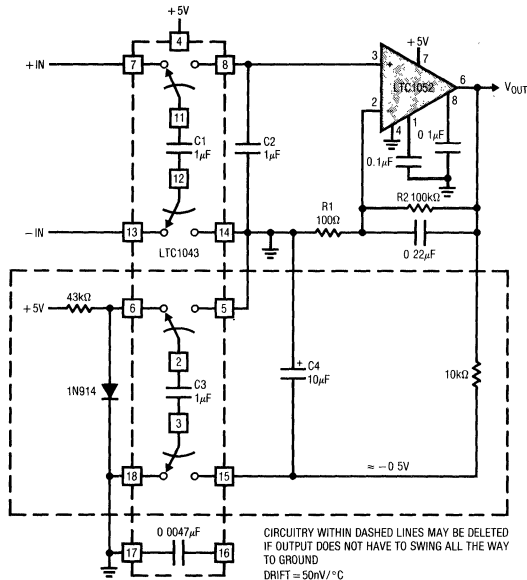 +5V
4
+IN
7
8
3
+5V
7
LTC1052
6
VOUT
2
8
4
1
11
C1
1µF
C2
1µF
0.1µF
0 1µF
12
R1
100Ω
R2 100kΩ
0 22µF
-IN
13
14
LTC1043
+5V
43kΩ
6
5
2
C3
1µF
3
1N914
+
C4
10µF
10kΩ
18
15
≈ -0 5V
17
0 0047µF
16
CIRCUITRY WITHIN DASHED LINES MAY BE DELETED
IF OUTPUT DOES NOT HAVE TO SWING ALL THE WAY
TO GROUND
DRIFT = 50nV/°C